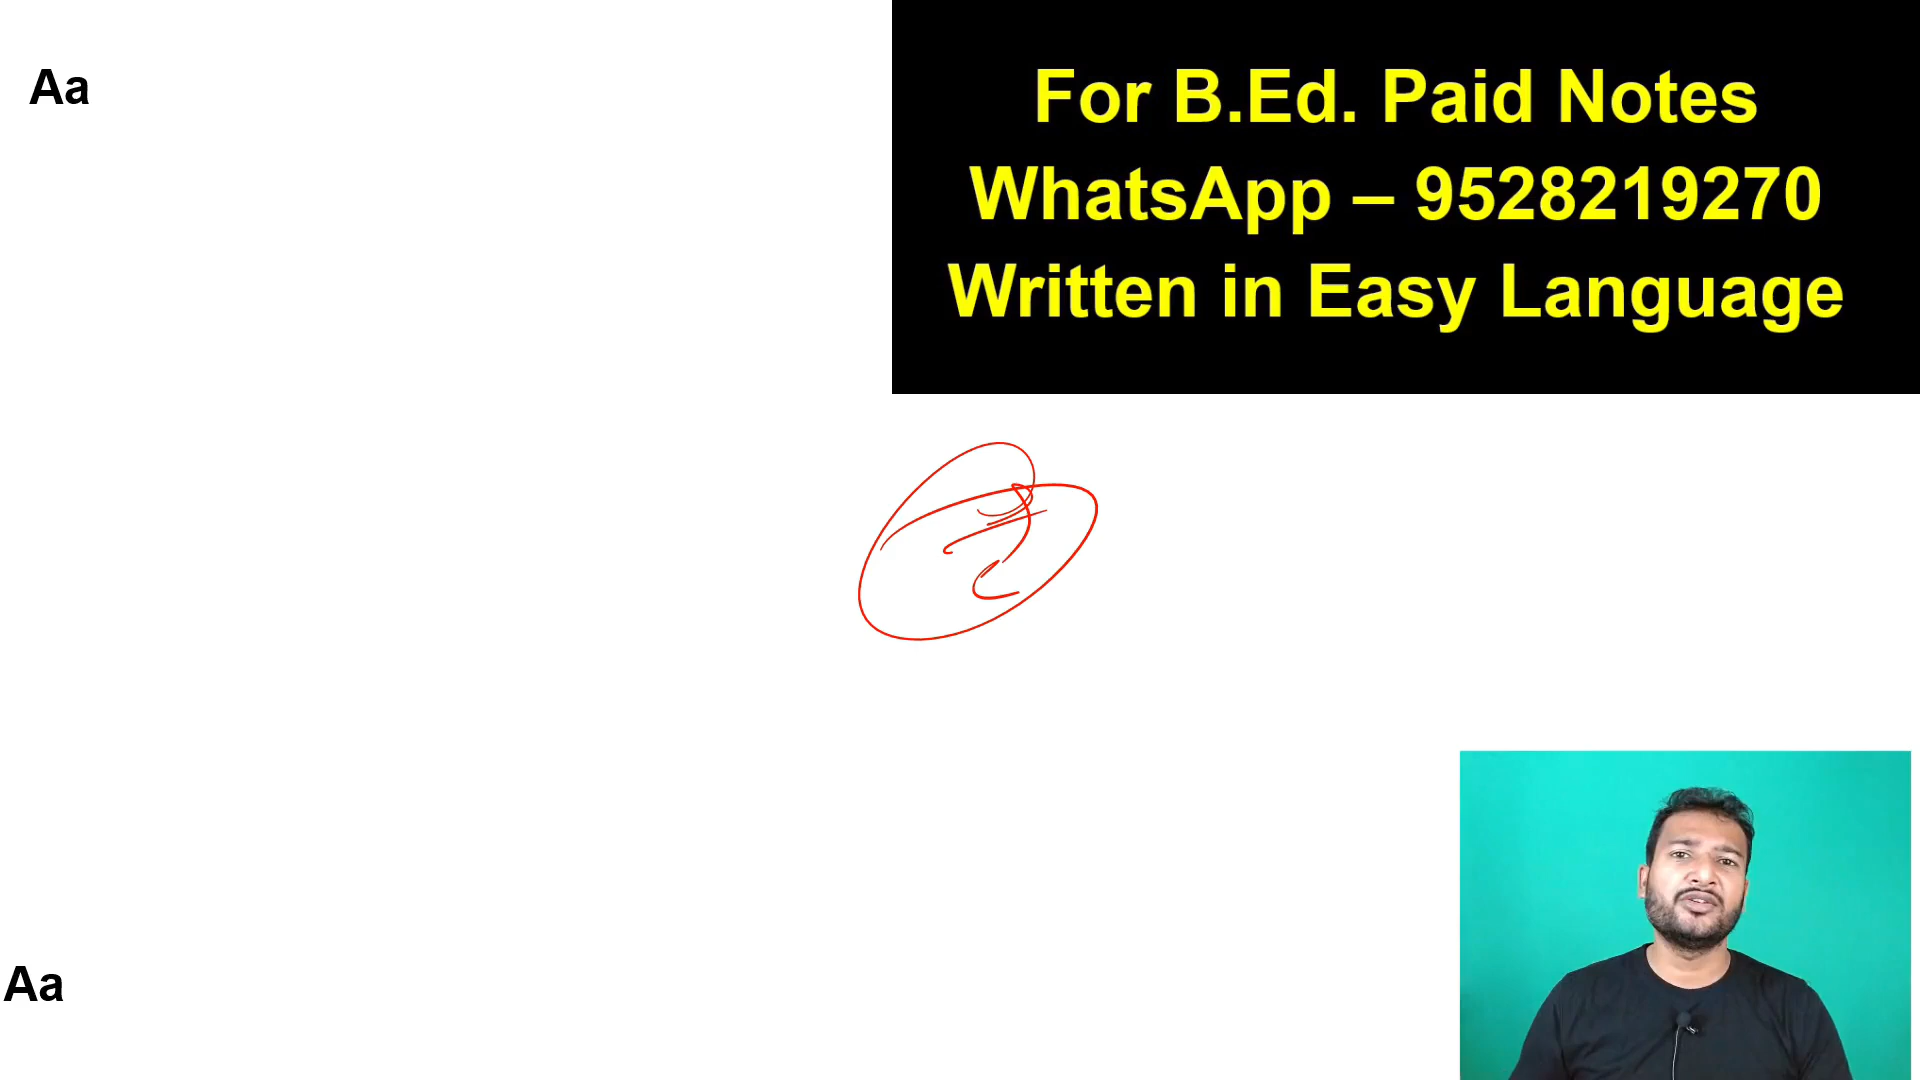 Aa
For B.Ed. Paid Notes
WhatsApp – 9528219270
Written in Easy Language
Aa